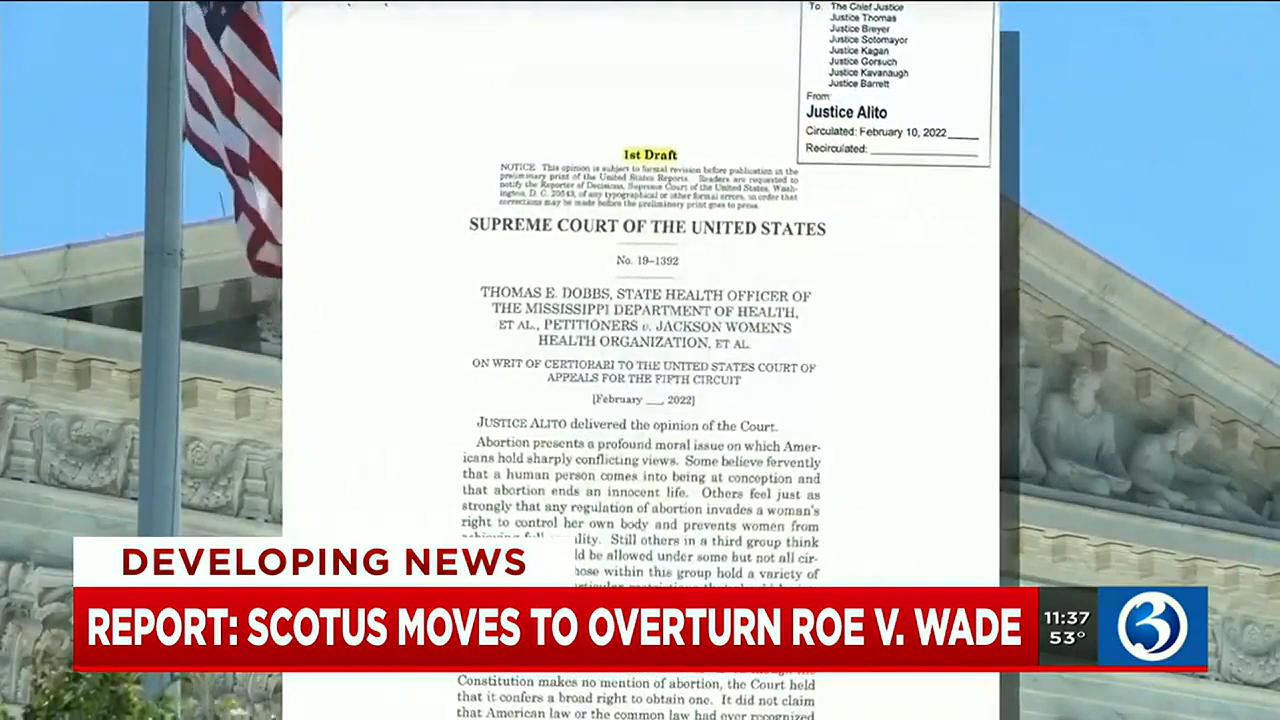 To: The Chief Justice
Justice Thomas
Justice Breyer
Justice Sotomayor
Justice Kagan
Justice Gorsuch
Justice Kavanaugh
Justice Barrett
From:
Justice Alito
Circulated: February 10, 2022
Recirculated:
1st Draft
NOTICE: This opinion is subject to formal revision before publication in the
preliminary print of the United States Reports. Readers are requested to
notify the Reporter of Decisions, Supreme Court of the United States, Wash-
ington, D. C. 20543, of any typographical or other formal errors, in order that
corrections may be made before the preliminary print goes to press.
SUPREME COURT OF THE UNITED STATES
No. 19–1392
THOMAS E. DOBBS, STATE HEALTH OFFICER OF
THE MISSISSIPPI DEPARTMENT OF HEALTH,
ET AL., PETITIONERS v. JACKSON WOMEN'S
HEALTH ORGANIZATION, ET AL.
ON WRIT OF CERTIORARI TO THE UNITED STATES COURT OF
APPEALS FOR THE FIFTH CIRCUIT
[February __, 2022]
JUSTICE ALITO delivered the opinion of the Court.
Abortion presents a profound moral issue on which Amer-
icans hold sharply conflicting views. Some believe fervently
that a human person comes into being at conception and
that abortion ends an innocent life. Others feel just as
strongly that any regulation of abortion invades a woman's
right to control her own body and prevents women from
Still others in a third group think
be allowed under some but not all cir-
those within this group hold a variety of
DEVELOPING NEWS
REPORT: SCOTUS MOVES TO OVERTURN ROE V. WADE
11:37
53°
3
Constitution makes no mention of abortion, the Court held
that it confers a broad right to obtain one. It did not claim
that American law or the common law had ever recognized